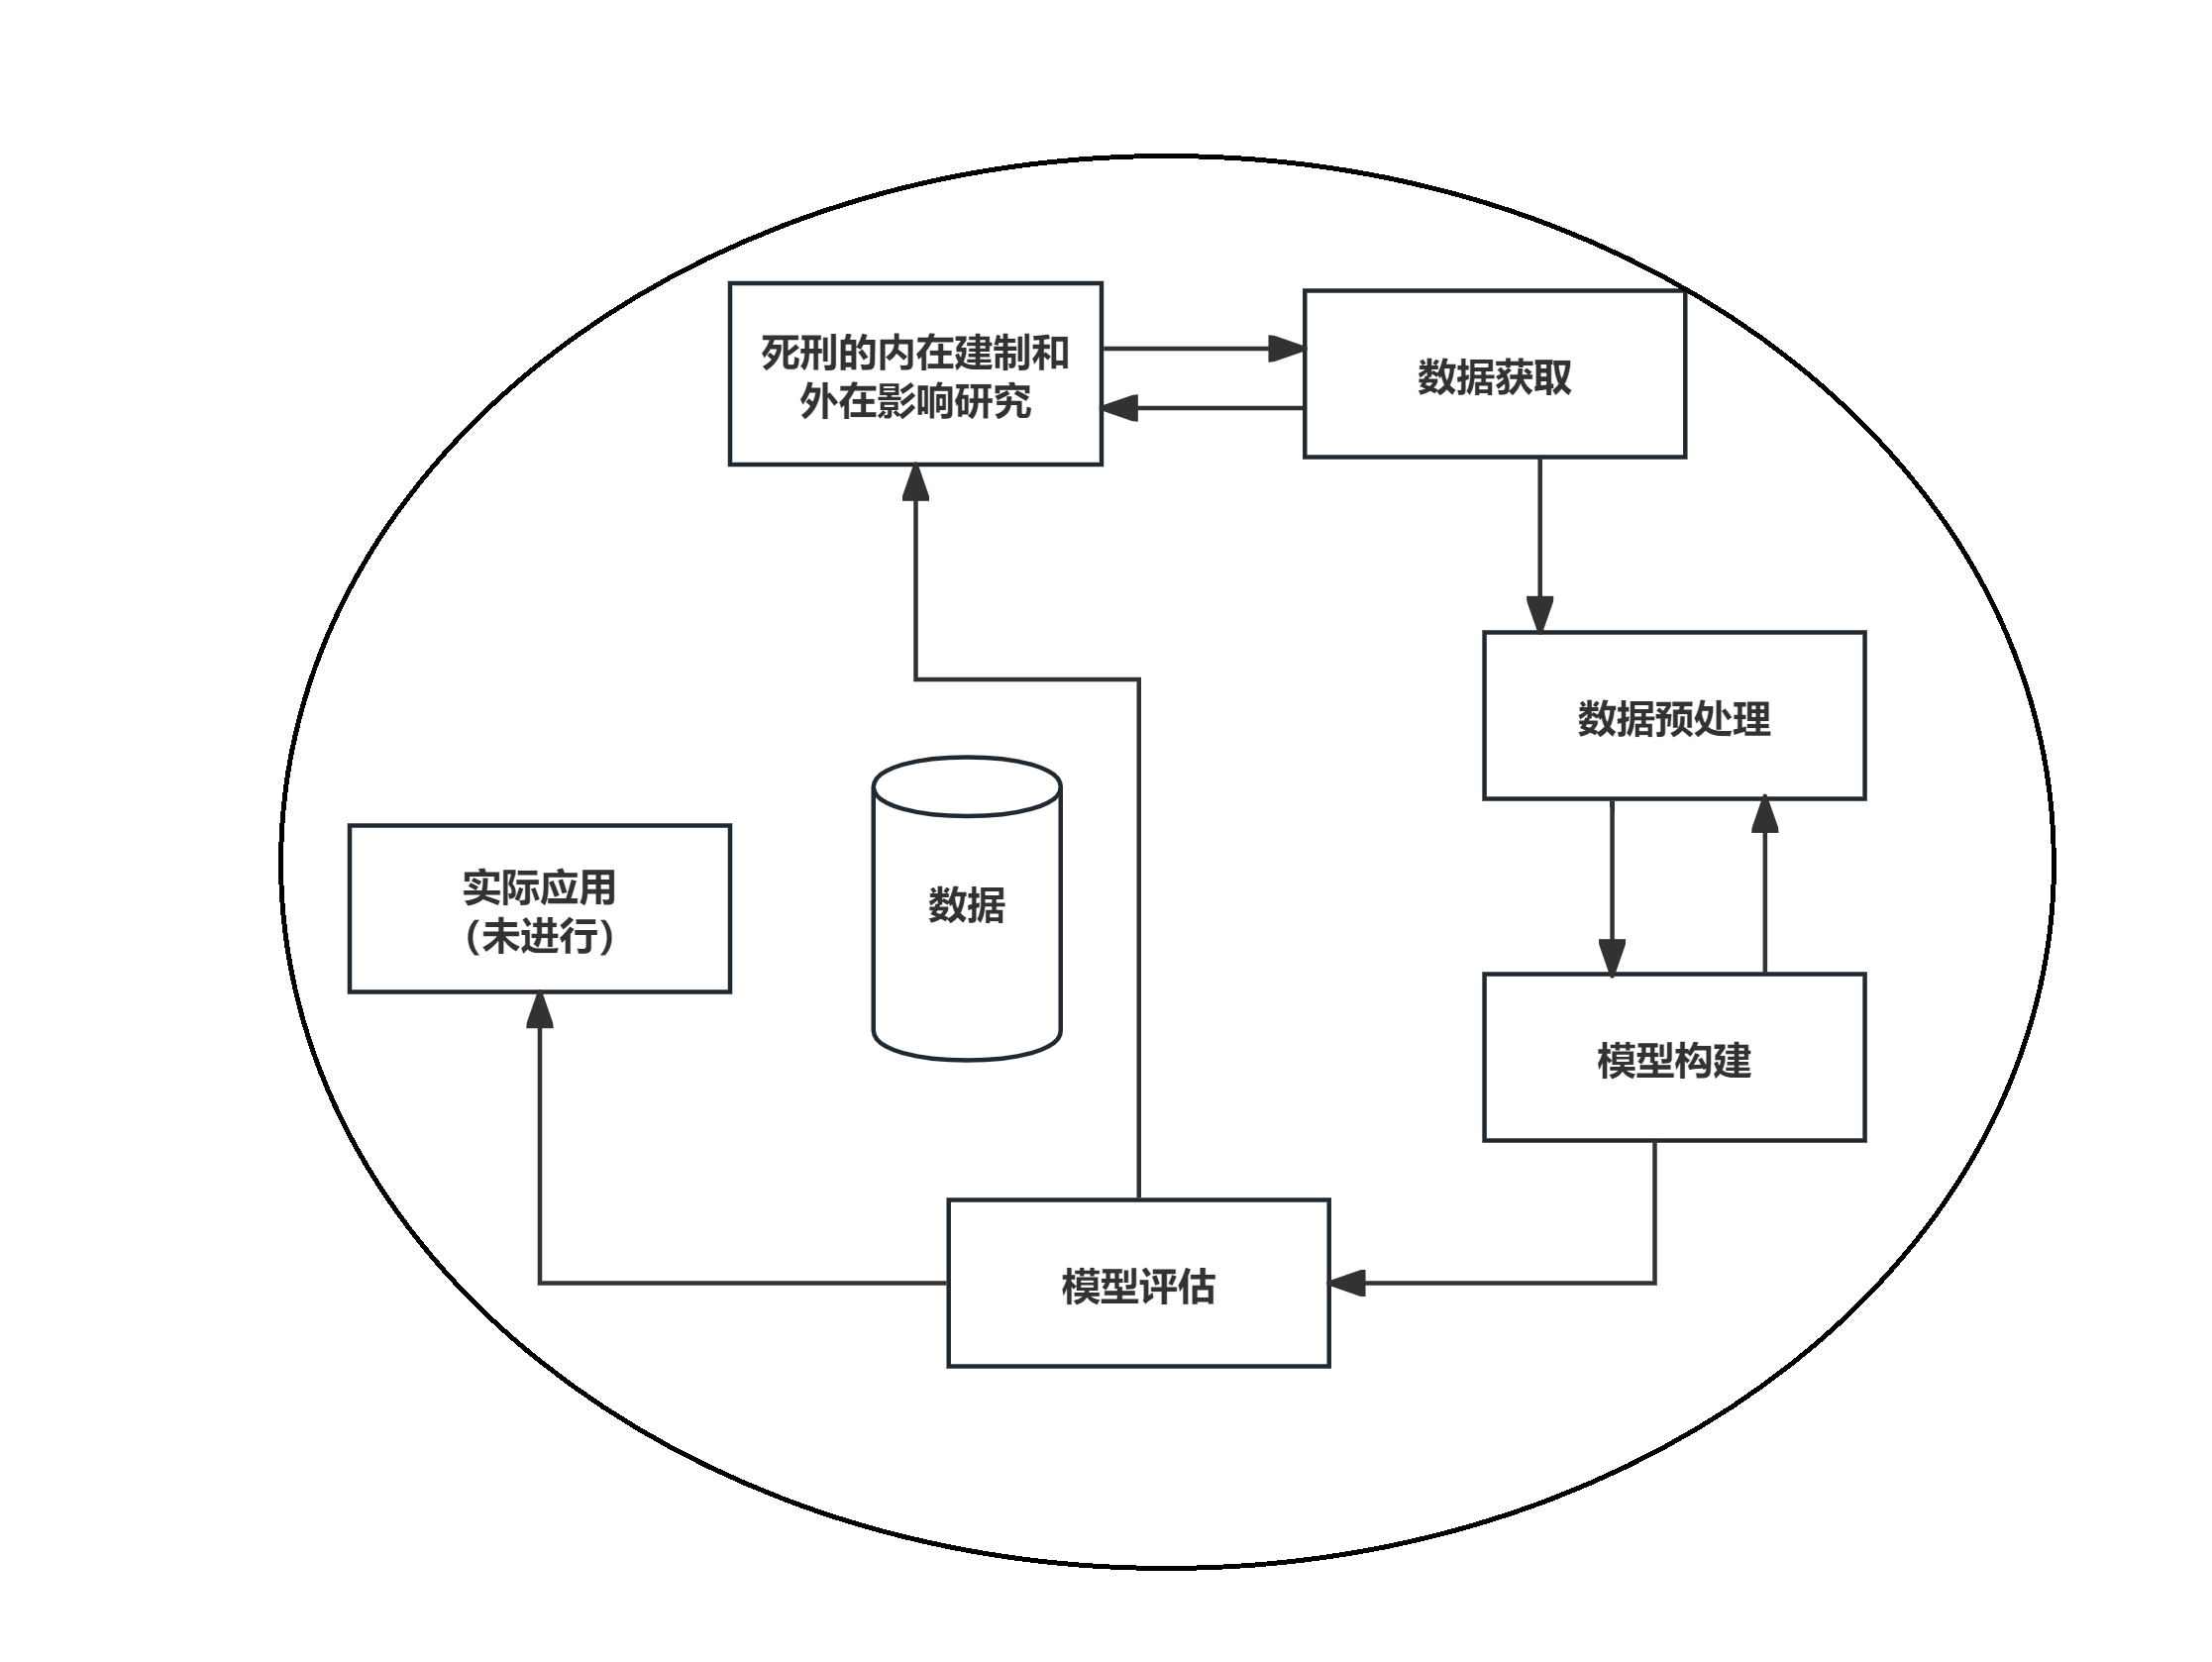 死刑的内在建制和
外在影响研究
数据获取
数据预处理
实际应用
（未进行）
数据
模型构建
模型评估